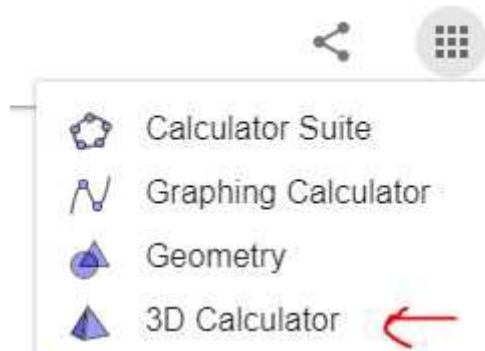 Calculator Suite
Graphing Calculator
Geometry
3D Calculator